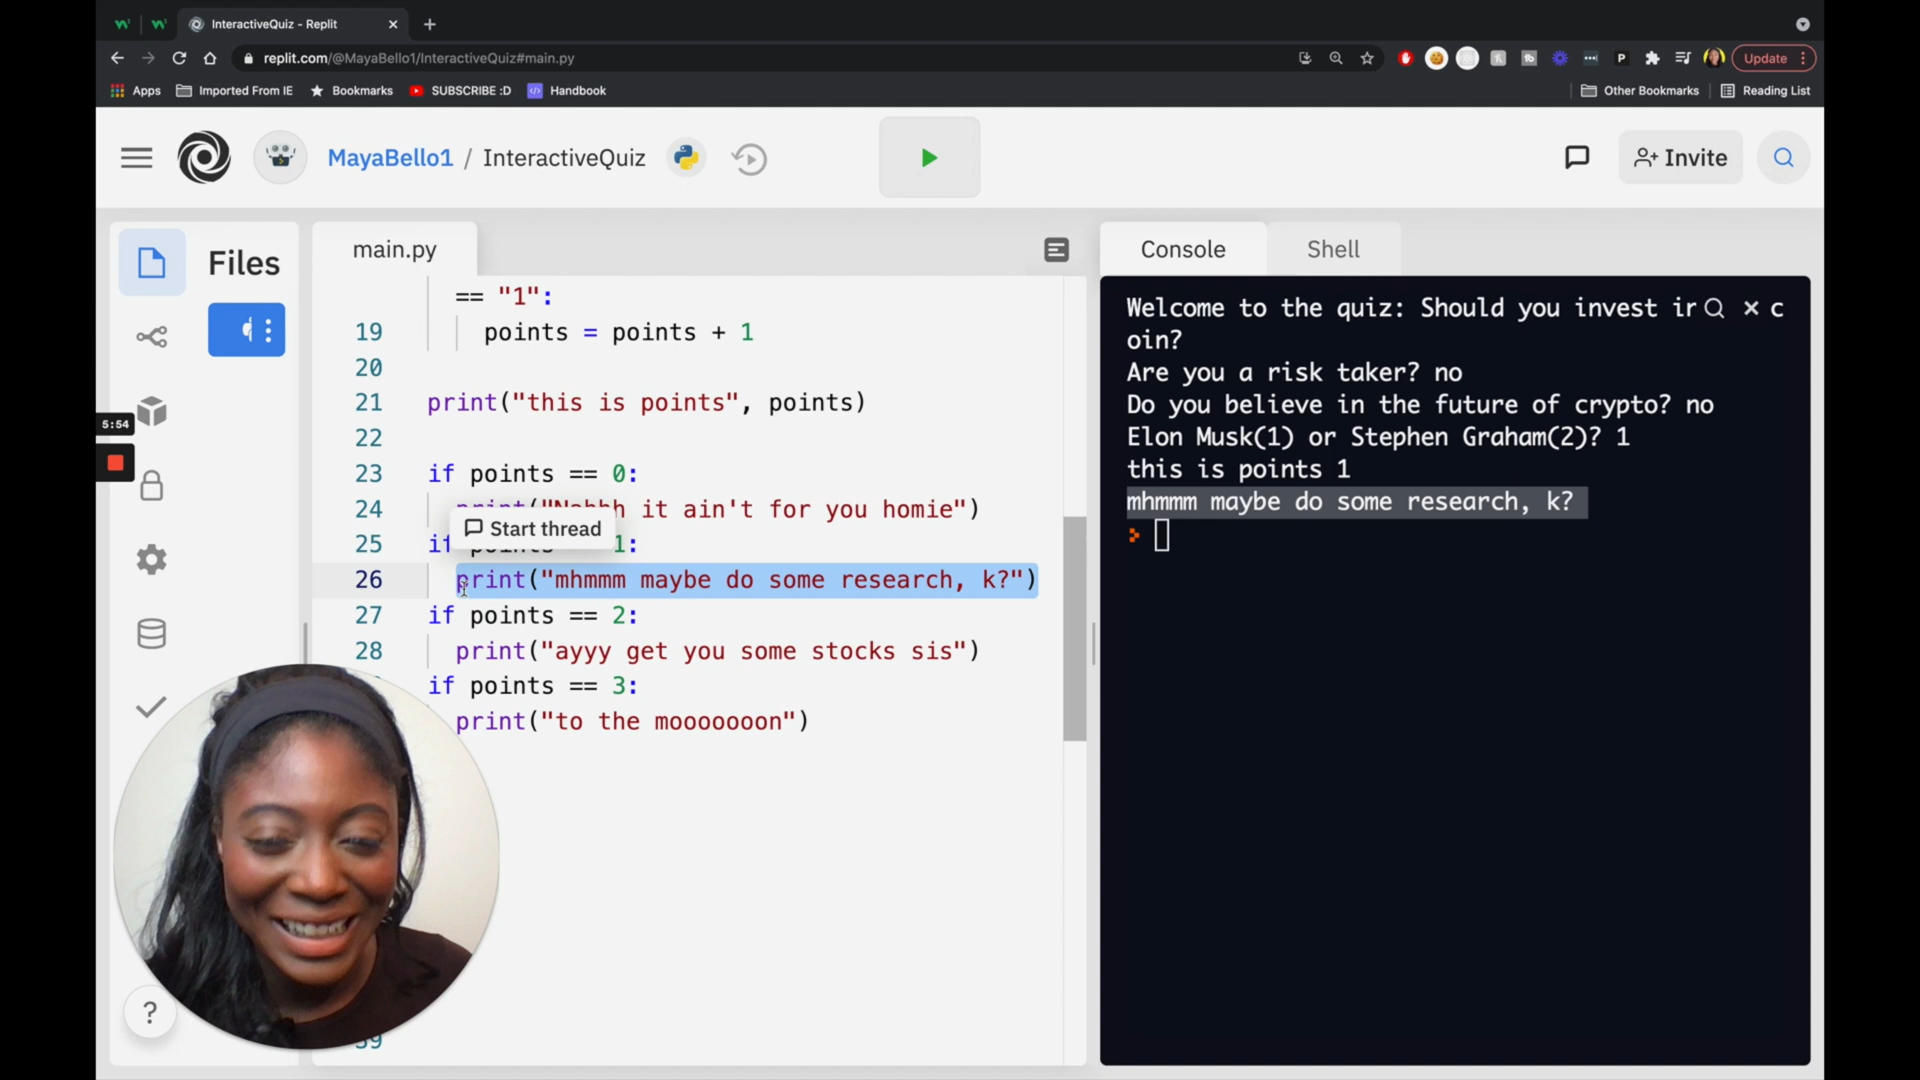 InteractiveQuiz - Replit
replit.com/@MayaBello1/InteractiveQuiz#main.py
Update
Apps
Imported From IE
Bookmarks
SUBSCRIBE :D
Handbook
Other Bookmarks
Reading List
MayaBello1 / InteractiveQuiz
Invite
Files
main.py
== "1":
19 points = points + 1
20
21 print("this is points", points)
22
23 if points == 0:
24 it ain't for you homie")
Start thread
25 if points 1:
26 print("mhmmm maybe do some research, k?")
27 if points == 2:
28 print("ayyy get you some stocks sis")
if points == 3:
print("to the mooooooon")
39
5:54
?
Console
Shell
Welcome to the quiz: Should you invest in c
oin?
Are you a risk taker? no
Do you believe in the future of crypto? no
Elon Musk(1) or Stephen Graham(2)? 1
this is points 1
mhmmm maybe do some research, k?